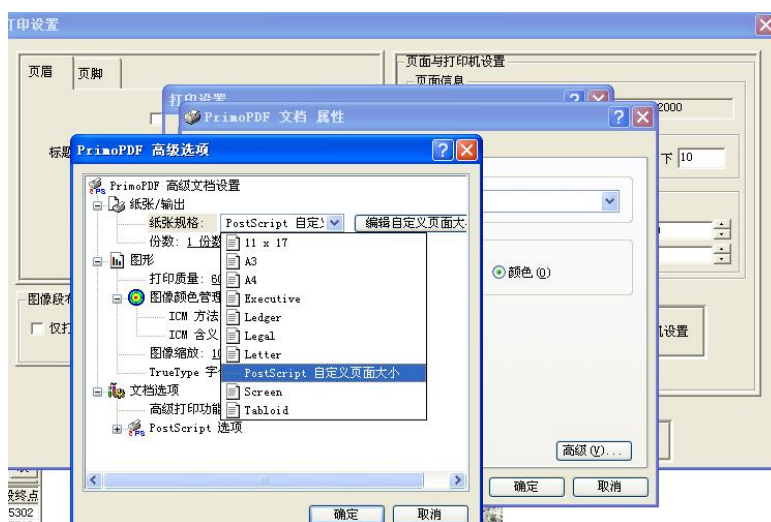 打印设置
页眉
页脚
标题
图像段
仅打
段终点
5302
页面与打印机设置
页面信息
2000
下 10
机设置
打印设置
PrimoPDF 文档 属性
颜色(Q)
高级(V)...
确定
取消
PrimoPDF 高级选项
PrimoPDF 高级文档设置
纸张/输出
纸张规格: PostScript 自定 编辑自定义页面大
份数: 1 份数
图形
打印质量: 60
图像颜色管理
ICM 方法
ICM 含义
图像缩放: 10
TrueType 字
文档选项
高级打印功能
PostScript 选项
11 x 17
A3
A4
Executive
Ledger
Legal
Letter
PostScript 自定义页面大小
Screen
Tabloid
确定
取消